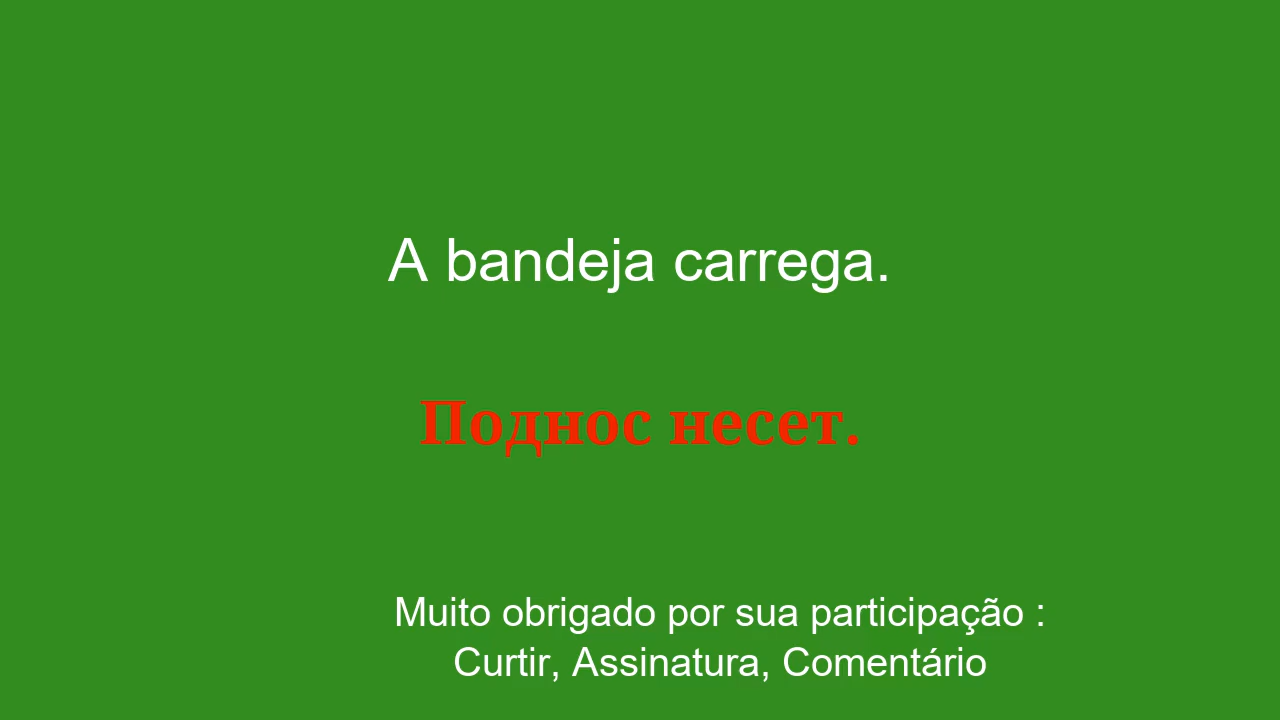 A bandeja carrega.
Поднос несет.
Muito obrigado por sua participação :
Curtir, Assinatura, Comentário